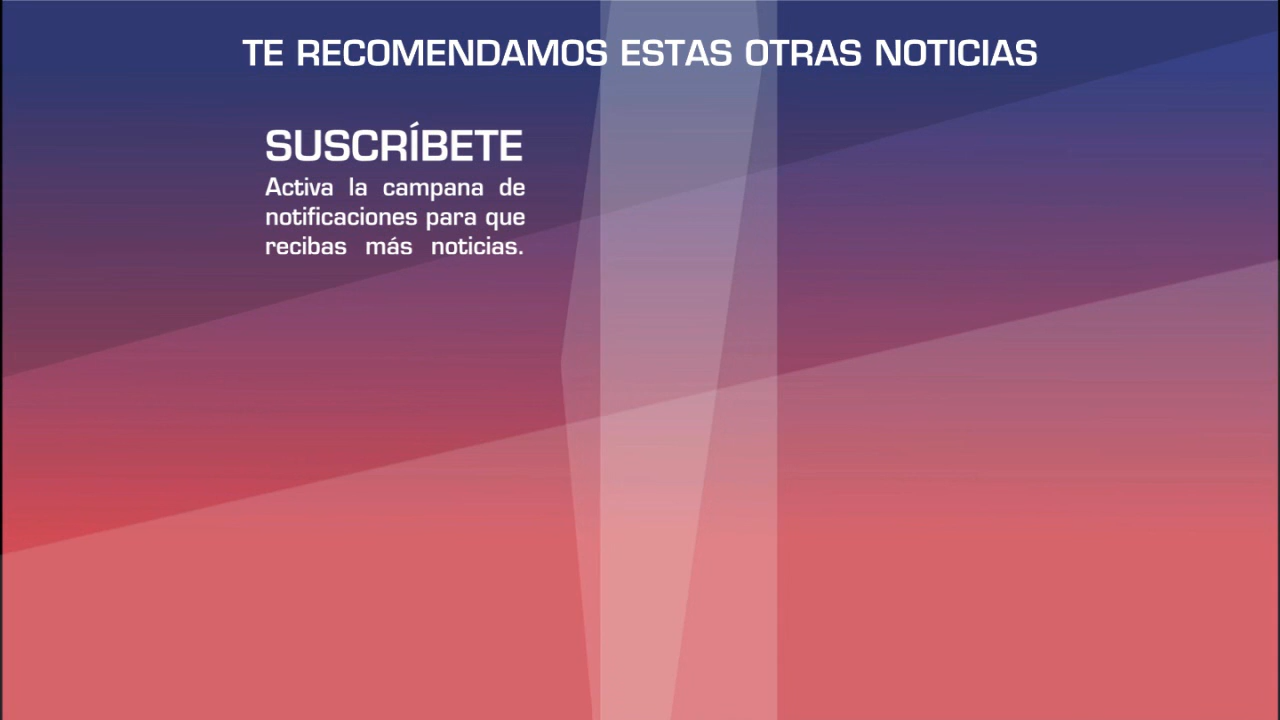 TE RECOMENDAMOS ESTAS OTRAS NOTICIAS
SUSCRÍBETE
Activa la campana de
notificaciones para que
recibas más noticias.